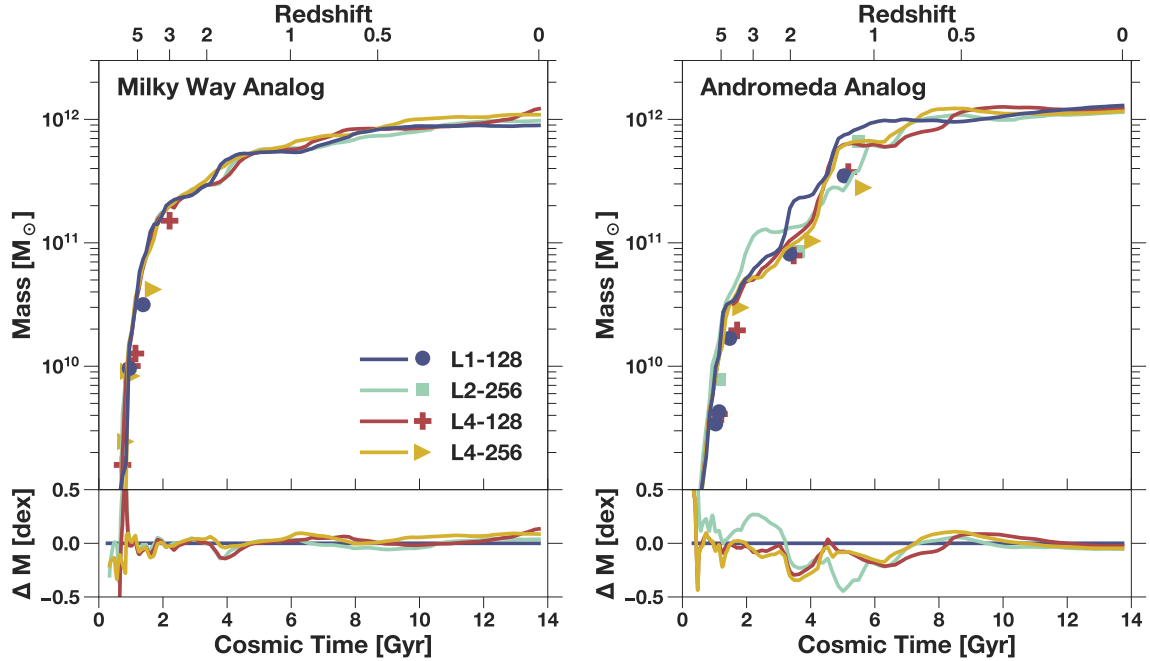 Redshift
5 3 2 1 0.5 0
Milky Way Analog
Mass [M⊙]
10¹²
10¹¹
10¹⁰
L1-128
L2-256
L4-128
L4-256
Δ M [dex]
0.5
0.0
−0.5
0 2 4 6 8 10 12 14
Cosmic Time [Gyr]
Redshift
5 3 2 1 0.5 0
Andromeda Analog
Mass [M⊙]
10¹²
10¹¹
10¹⁰
Δ M [dex]
0.5
0.0
−0.5
0 2 4 6 8 10 12 14
Cosmic Time [Gyr]